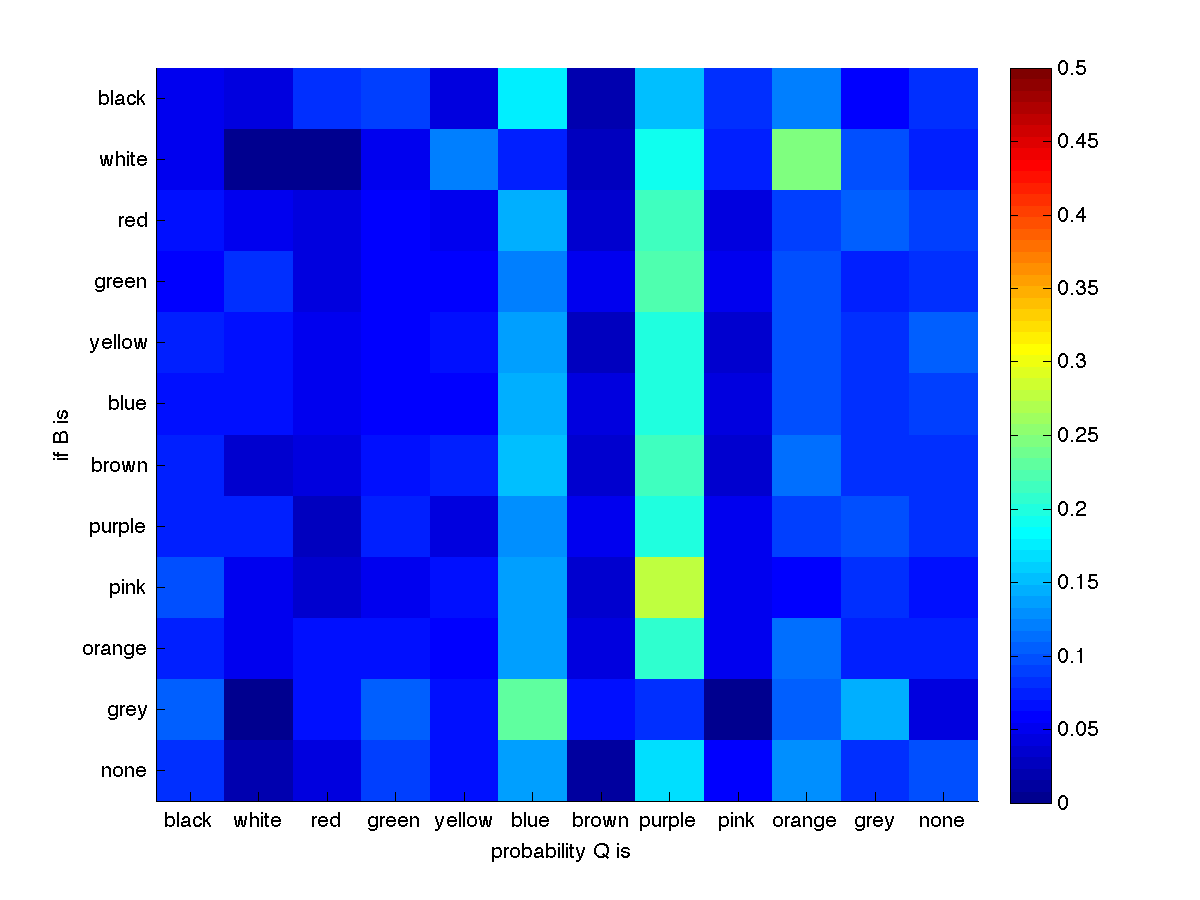 black
white
red
green
yellow
blue
brown
purple
pink
orange
grey
none
if B is
black white red green yellow blue brown purple pink orange grey none
probability Q is
0.5
0.45
0.4
0.35
0.3
0.25
0.2
0.15
0.1
0.05
0